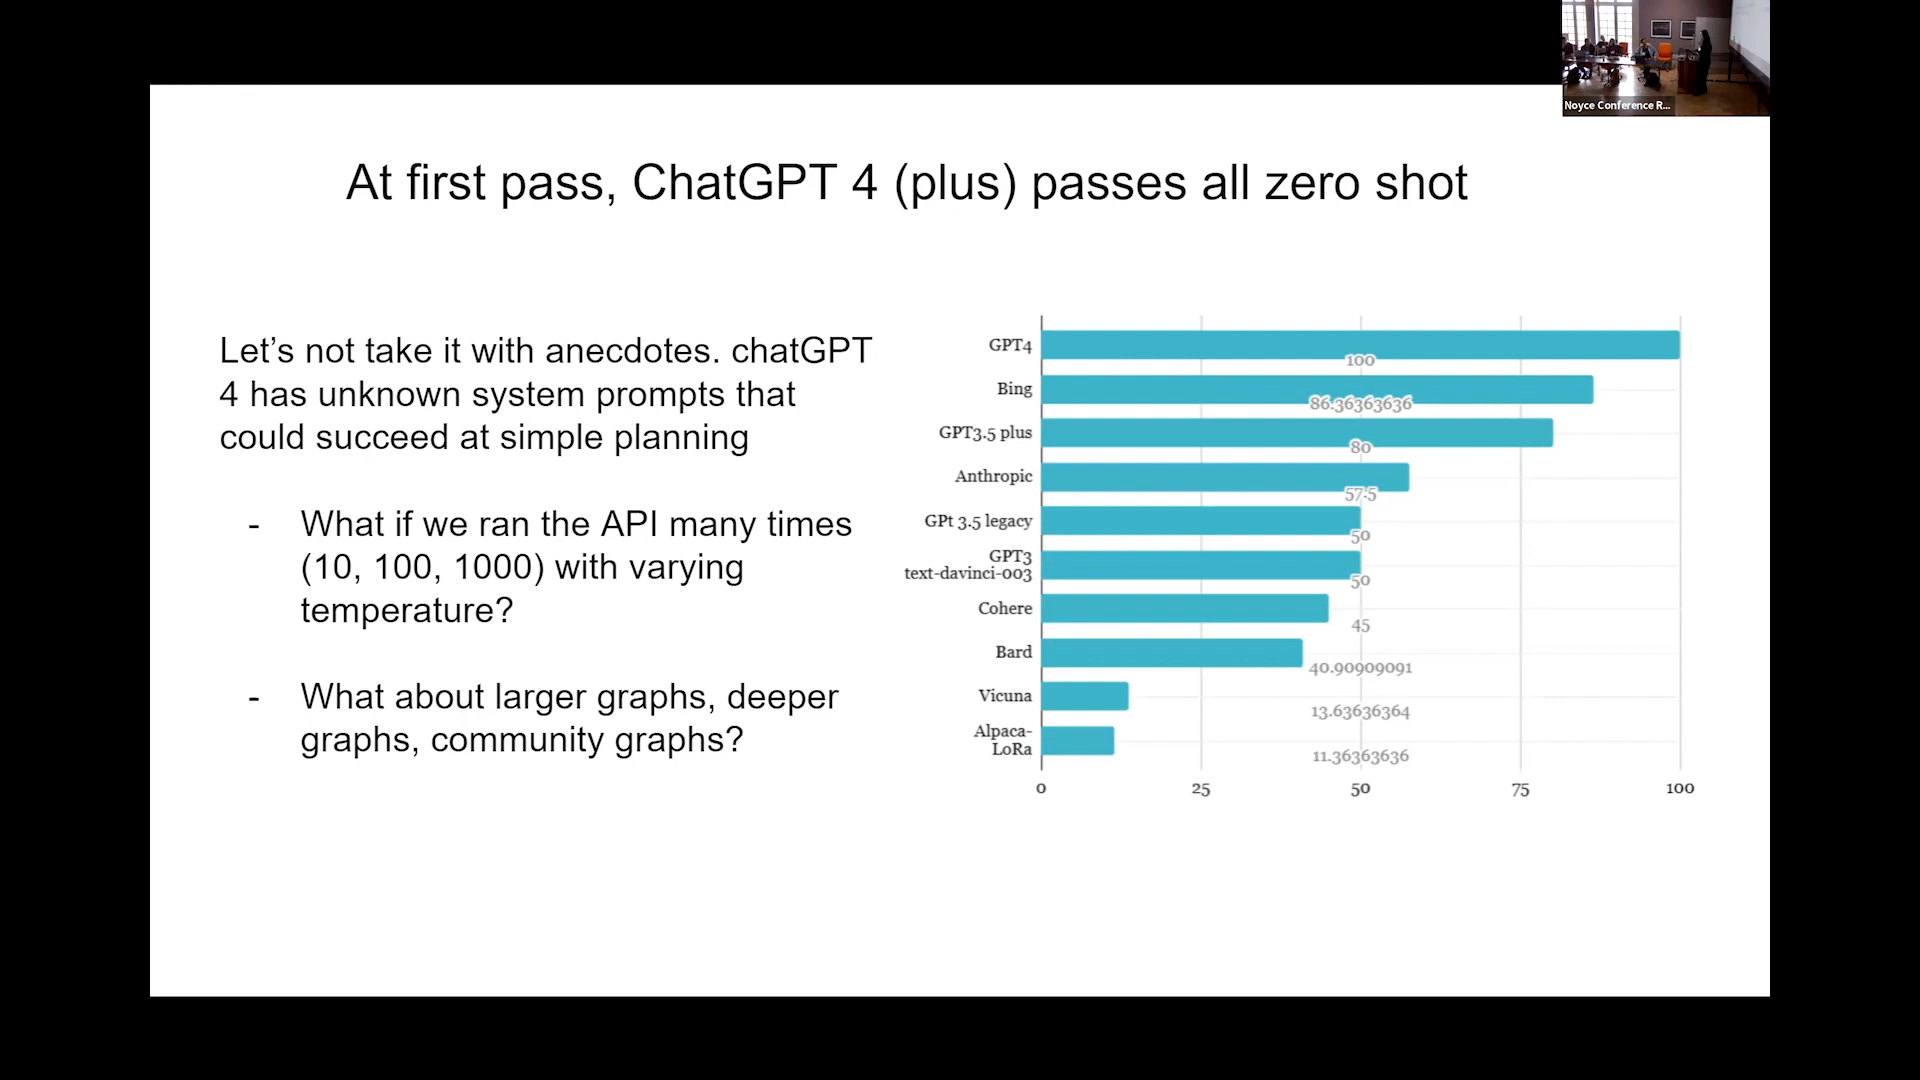 Noyce Conference R...
At first pass, ChatGPT 4 (plus) passes all zero shot
Let's not take it with anecdotes. chatGPT
4 has unknown system prompts that
could succeed at simple planning
- What if we ran the API many times
(10, 100, 1000) with varying
temperature?
- What about larger graphs, deeper
graphs, community graphs?
GPT4
100
Bing
86.36363636
GPT3.5 plus
80
Anthropic
57.5
GPt 3.5 legacy
50
GPT3
text-davinci-003
50
Cohere
45
Bard
40.90909091
Vicuna
13.63636364
Alpaca-
LoRa
11.36363636
0 25 50 75 100